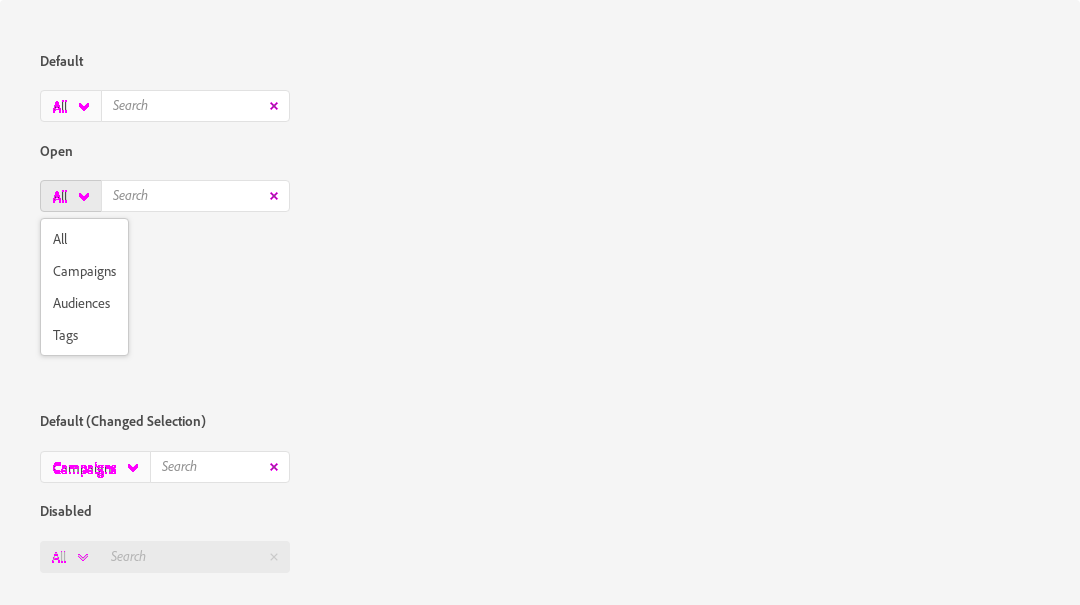 Default
All Search
Open
All Search
All
Campaigns
Audiences
Tags
Default (Changed Selection)
Campaigns Search
Disabled
All Search